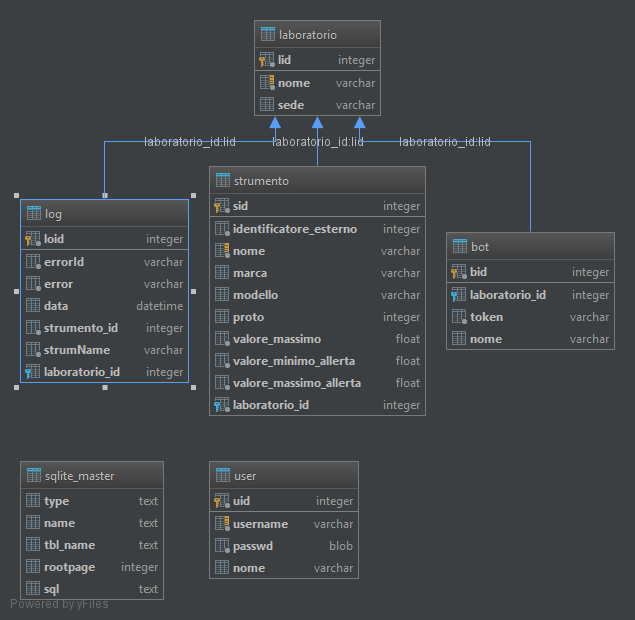 laboratorio
lid integer
nome varchar
sede varchar
laboratorio_id:lid laboratorio_id:lid laboratorio_id:lid
strumento
sid integer
identificatore_esterno integer
nome varchar
marca varchar
modello varchar
proto integer
valore_massimo float
valore_minimo_allerta float
valore_massimo_allerta float
laboratorio_id integer
log
loid integer
errorId varchar
error varchar
data datetime
strumento_id integer
strumName varchar
laboratorio_id integer
bot
bid integer
laboratorio_id integer
token varchar
nome varchar
sqlite_master
type text
name text
tbl_name text
rootpage integer
sql text
user
uid integer
username varchar
passwd blob
nome varchar
Powered by yFiles